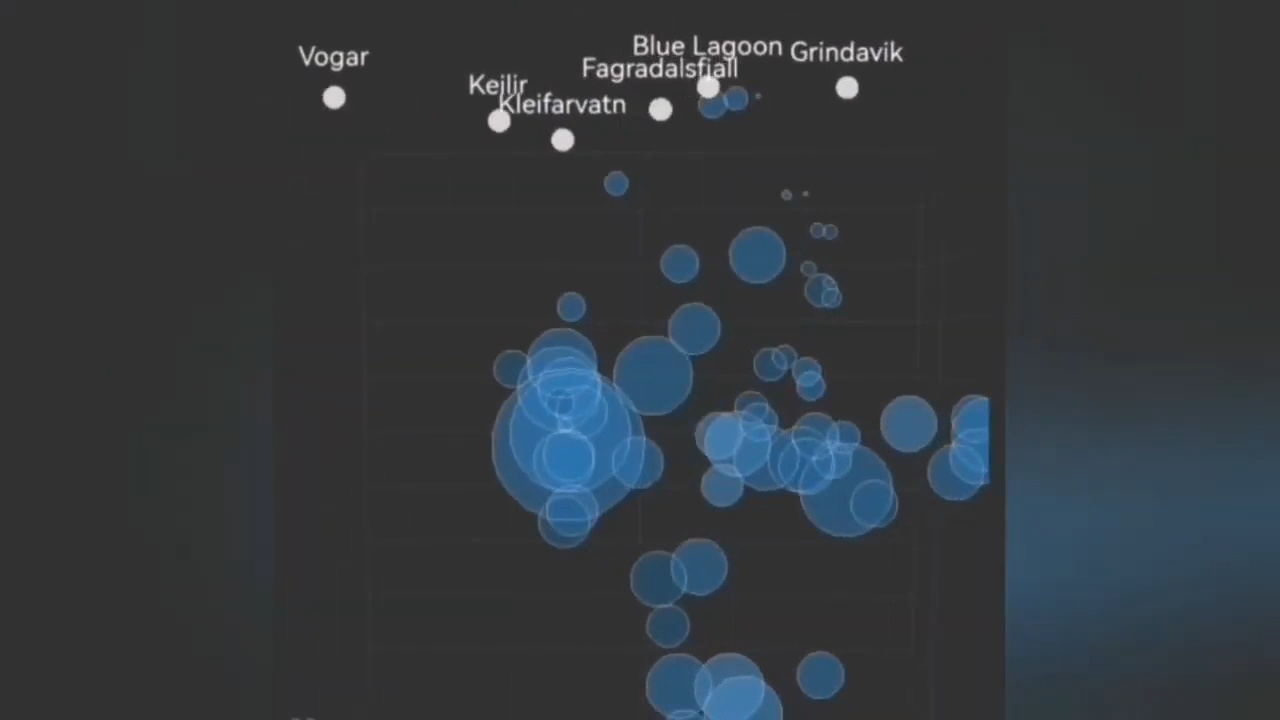 Vogar
Blue Lagoon
Grindavik
Fagradalsfjall
Keilir
Kleifarvatn